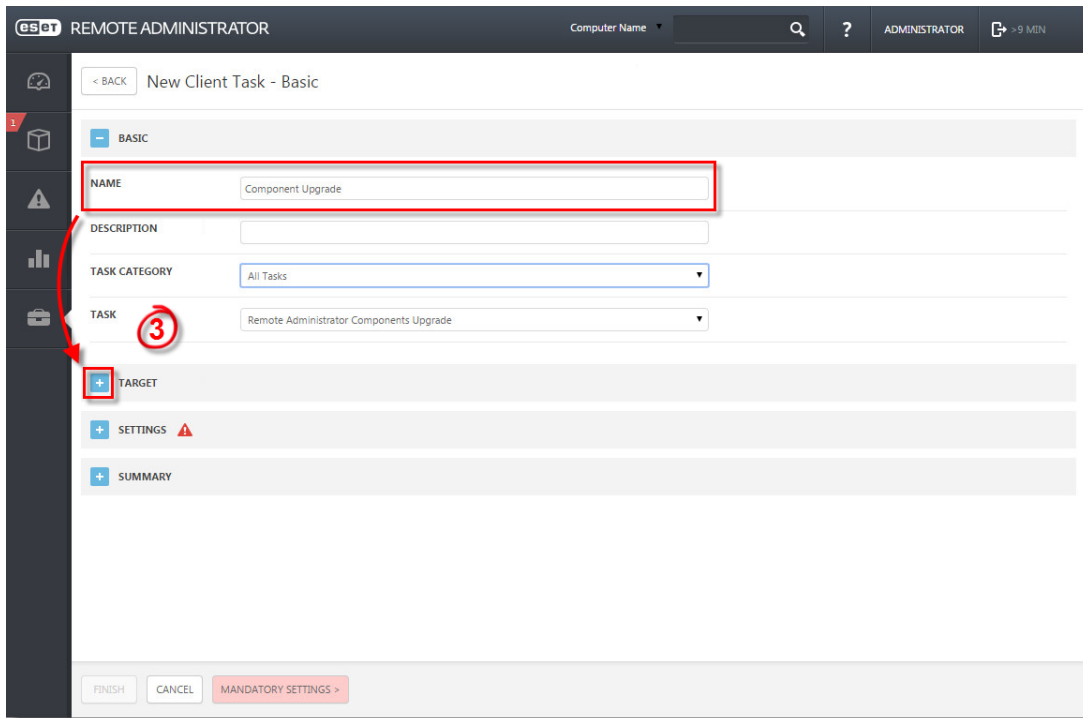 eset REMOTE ADMINISTRATOR Computer Name ? ADMINISTRATOR >9 MIN
< BACK New Client Task - Basic
1
BASIC
NAME Component Upgrade
DESCRIPTION
TASK CATEGORY All Tasks
TASK Remote Administrator Components Upgrade
3
TARGET
SETTINGS
SUMMARY
FINISH CANCEL MANDATORY SETTINGS >